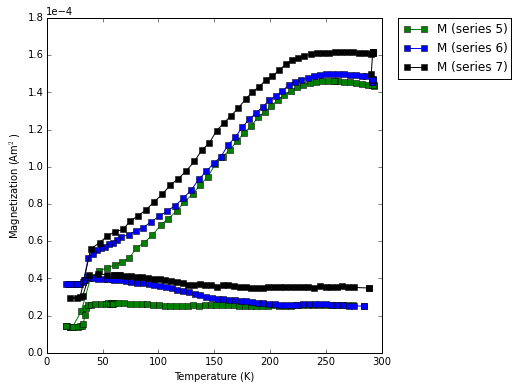 1e−4
1.8
1.6
1.4
1.2
1.0
0.8
0.6
0.4
0.2
0.0
0 50 100 150 200 250 300
Temperature (K)
Magnetization (Am²)
M (series 5)
M (series 6)
M (series 7)